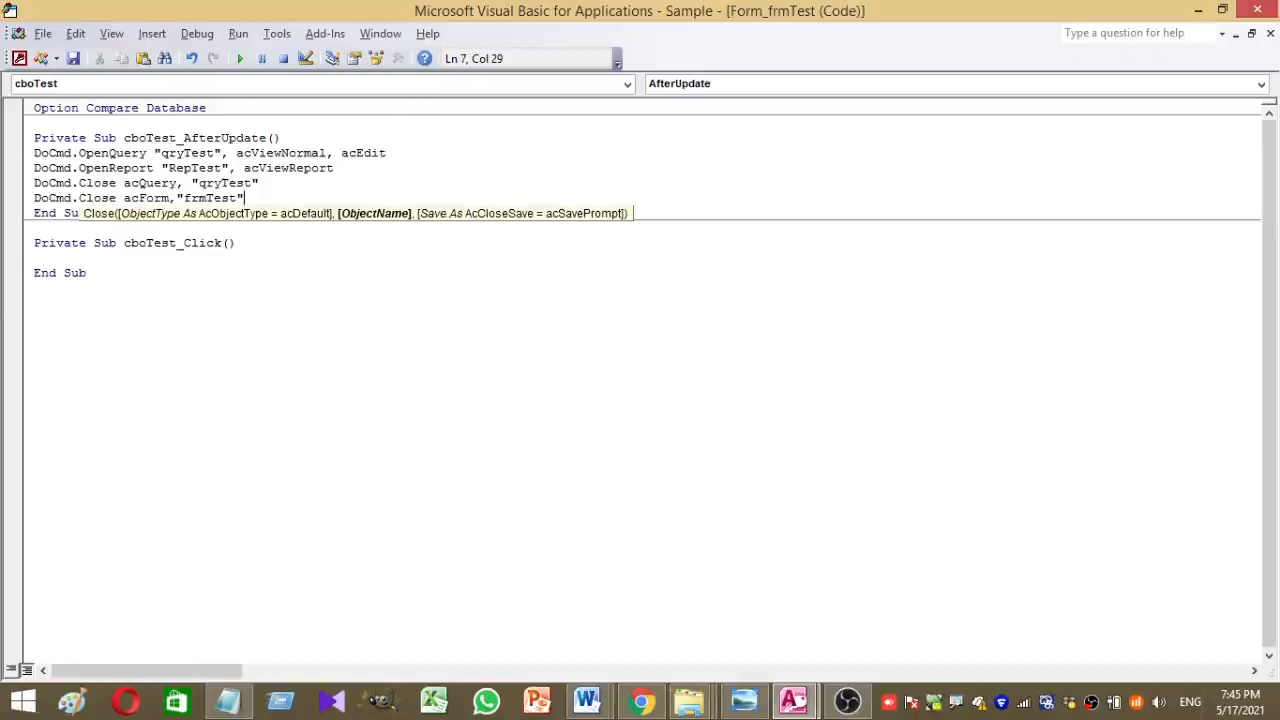 Microsoft Visual Basic for Applications - Sample - [Form_frmTest (Code)]
File Edit View Insert Format Debug Run Tools Add-Ins Window Help
Type a question for help
Ln 7, Col 29
cboTest
AfterUpdate
Option Compare Database
Private Sub cboTest_AfterUpdate()
DoCmd.OpenQuery "qryTest", acViewNormal, acEdit
DoCmd.OpenReport "RepTest", acViewReport
DoCmd.Close acQuery, "qryTest"
DoCmd.Close acForm,"frmTest"
End Su
Close([ObjectType As AcObjectType = acDefault], [ObjectName], [Save As AcCloseSave = acSavePrompt])
Private Sub cboTest_Click()
End Sub
ENG
7:45 PM
5/17/2021